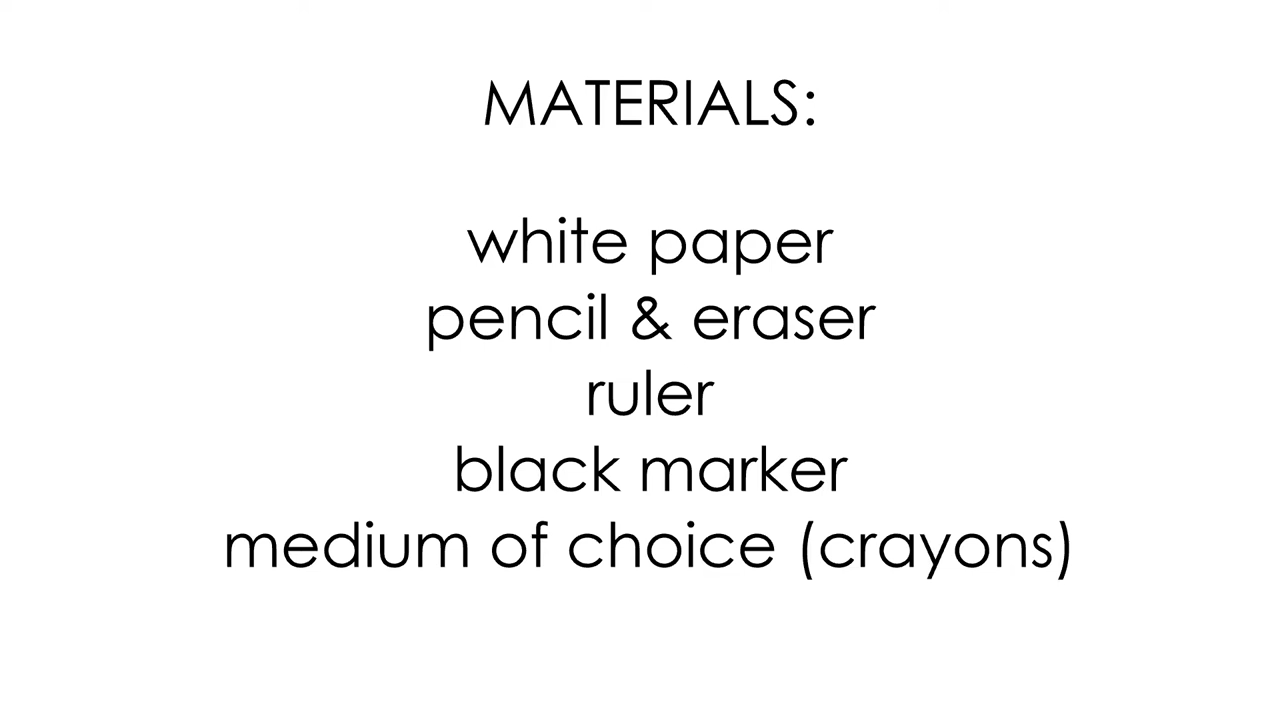 MATERIALS:
white paper
pencil & eraser
ruler
black marker
medium of choice (crayons)